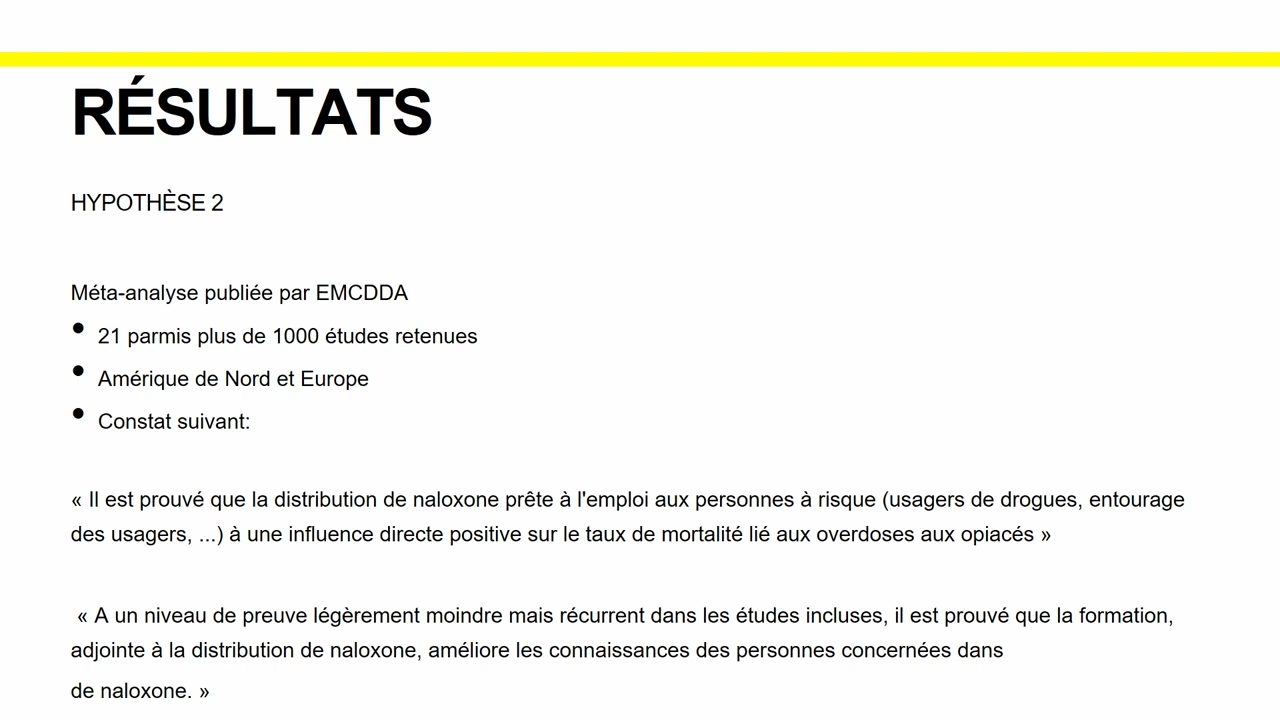 RÉSULTATS
HYPOTHÈSE 2
Méta-analyse publiée par EMCDDA
• 21 parmis plus de 1000 études retenues
• Amérique de Nord et Europe
• Constat suivant:
« Il est prouvé que la distribution de naloxone prête à l'emploi aux personnes à risque (usagers de drogues, entourage
des usagers, ...) à une influence directe positive sur le taux de mortalité lié aux overdoses aux opiacés »
« A un niveau de preuve légèrement moindre mais récurrent dans les études incluses, il est prouvé que la formation,
adjointe à la distribution de naloxone, améliore les connaissances des personnes concernées dans
de naloxone. »